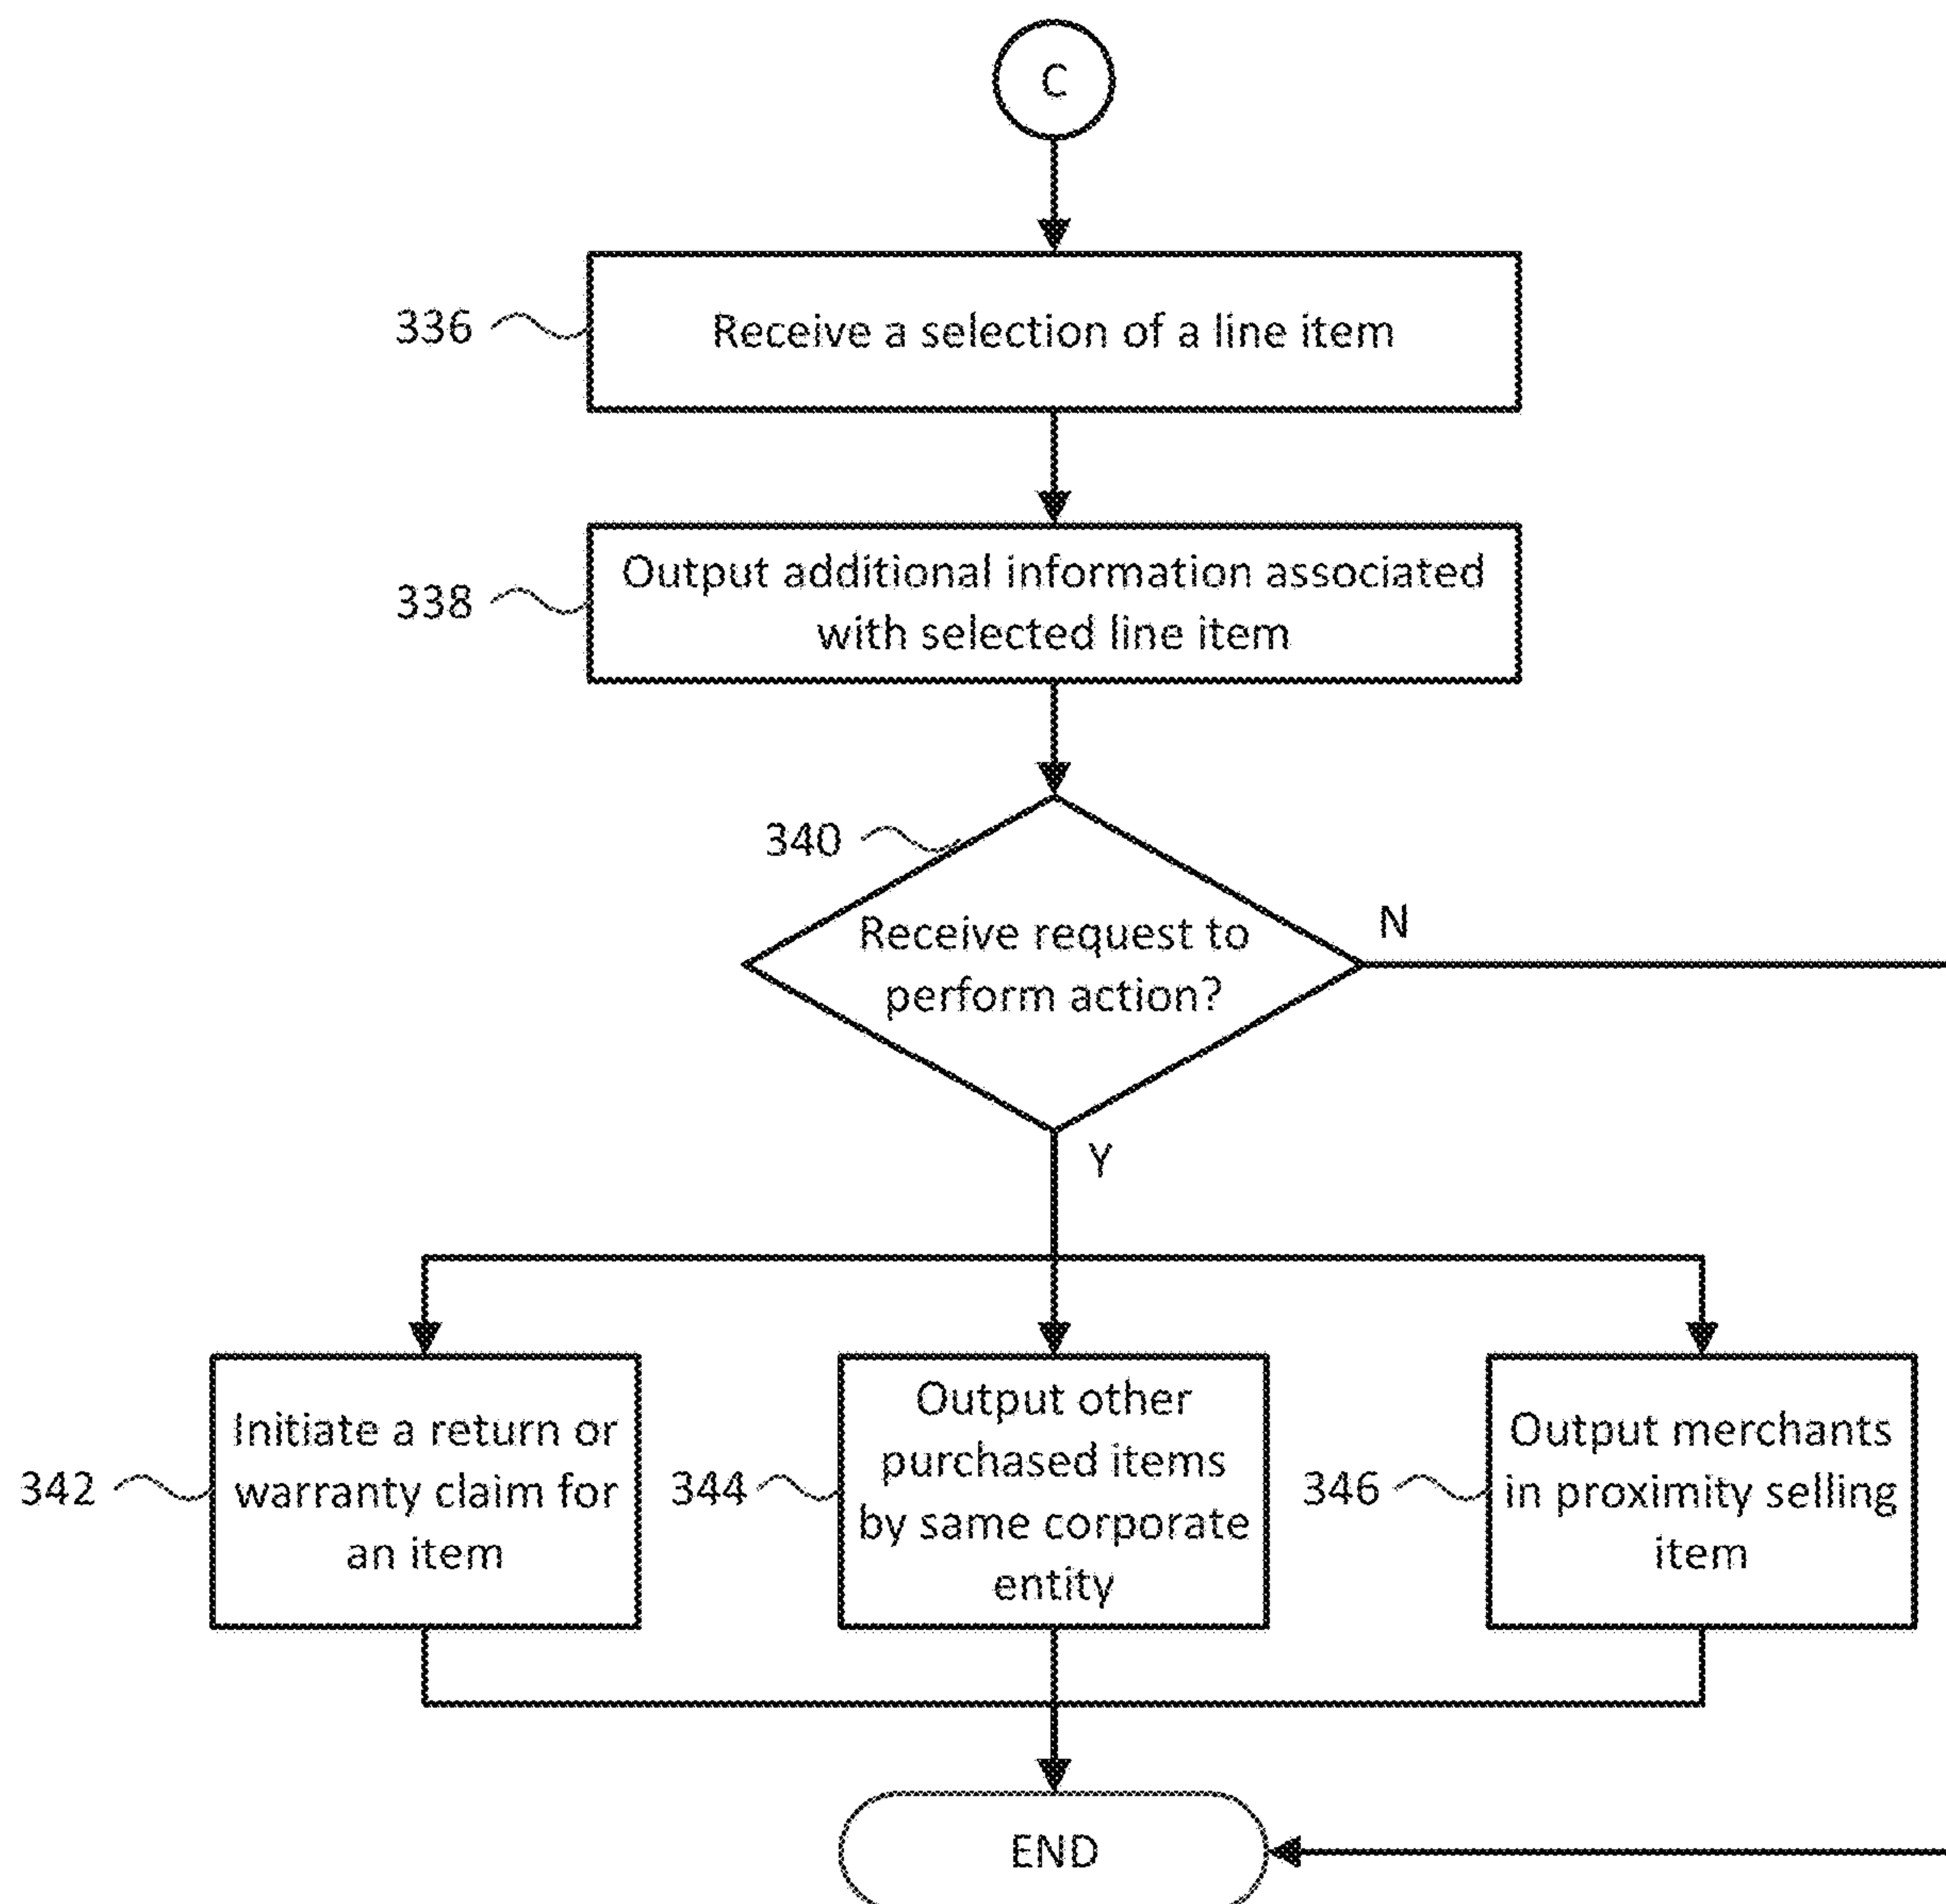 C
336
Receive a selection of a line item
338
Output additional information associated
with selected line item
340
Receive request to
perform action?
N
Y
342
Initiate a return or
warranty claim for
an item
344
Output other
purchased items
by same corporate
entity
346
Output merchants
in proximity selling
item
END